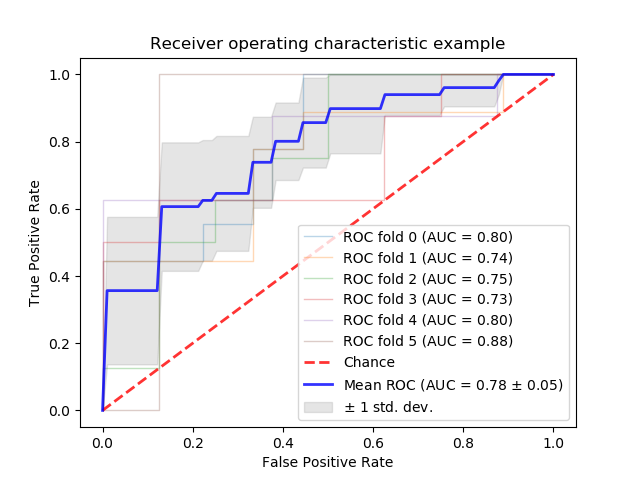 Receiver operating characteristic example
True Positive Rate
1.0
0.8
0.6
0.4
0.2
0.0
ROC fold 0 (AUC = 0.80)
ROC fold 1 (AUC = 0.74)
ROC fold 2 (AUC = 0.75)
ROC fold 3 (AUC = 0.73)
ROC fold 4 (AUC = 0.80)
ROC fold 5 (AUC = 0.88)
Chance
Mean ROC (AUC = 0.78 ± 0.05)
± 1 std. dev.
0.0 0.2 0.4 0.6 0.8 1.0
False Positive Rate